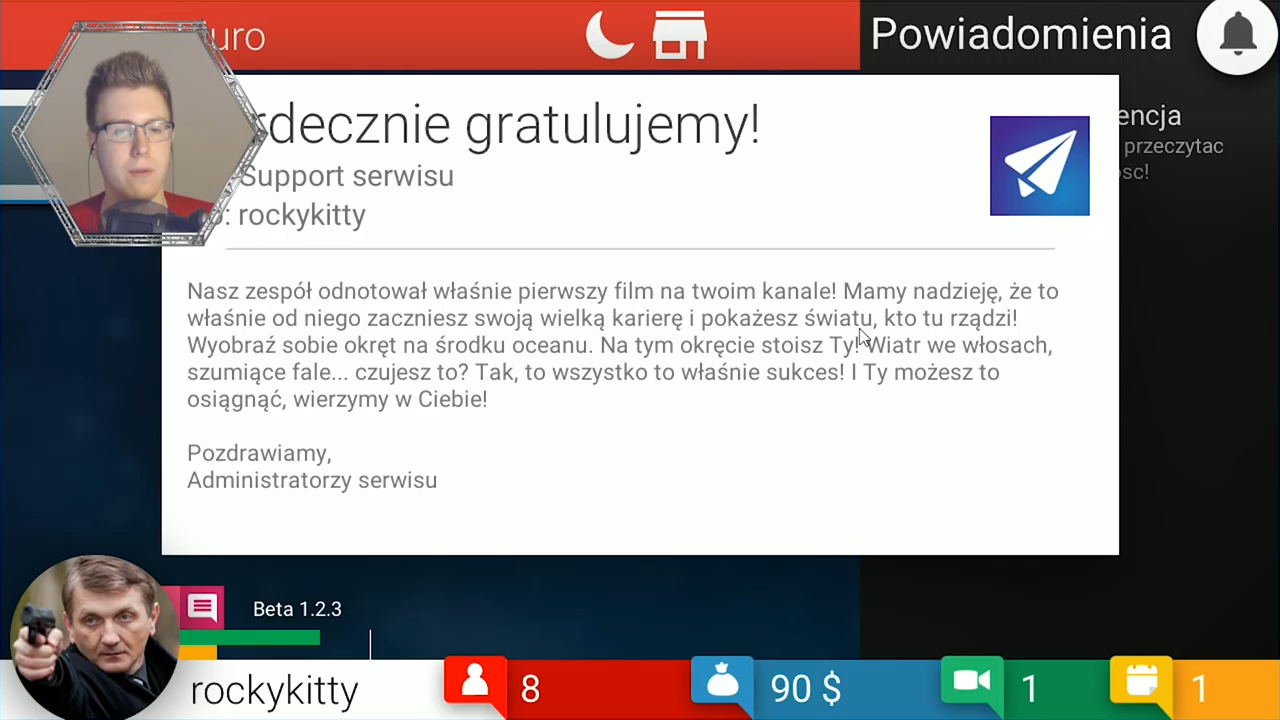 uro
Powiadomienia
rdecznie gratulujemy!
Support serwisu
: rockykitty
encja
przeczytac
osc!
Nasz zespół odnotował właśnie pierwszy film na twoim kanale! Mamy nadzieję, że to
właśnie od niego zaczniesz swoją wielką karierę i pokażesz światu, kto tu rządzi!
Wyobraź sobie okręt na środku oceanu. Na tym okręcie stoisz Ty! Wiatr we włosach,
szumiące fale... czujesz to? Tak, to wszystko to właśnie sukces! I Ty możesz to
osiągnąć, wierzymy w Ciebie!
Pozdrawiamy,
Administratorzy serwisu
Beta 1.2.3
rockykitty
8
90 $
1
1